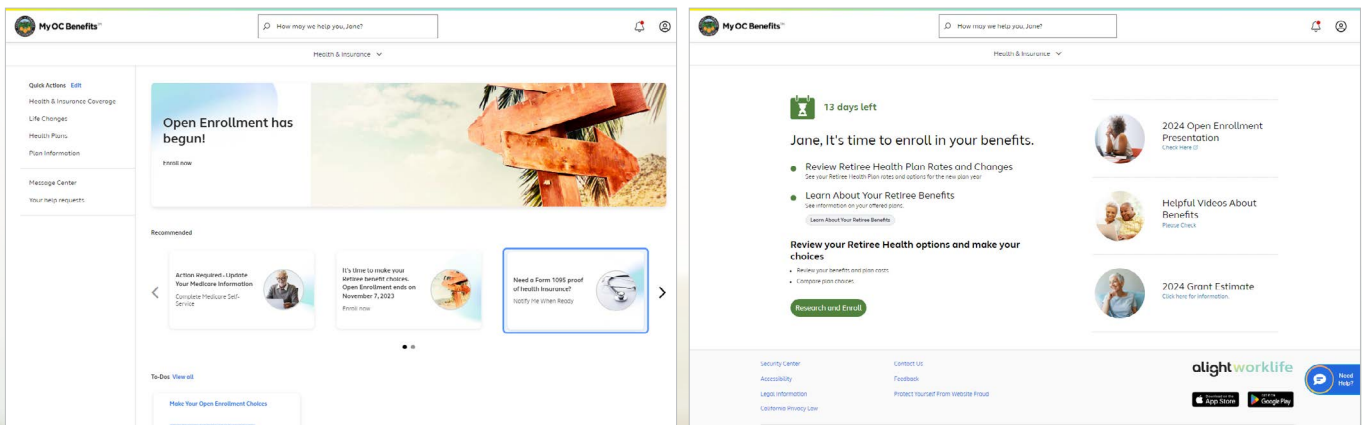 My OC Benefits℠
How may we help you, Jane?
Health & Insurance
Quick Actions Edit
Health & Insurance Coverage
Life Changes
Health Plans
Plan Information
Message Center
Your help requests
Open Enrollment has
begun!
Enroll now
Recommended
Action Required - Update
Your Medicare Information
Complete Medicare Self-
Service
It's time to make your
Retiree benefit choices.
Open Enrollment ends on
November 7, 2023
Enroll now
Need a Form 1095 proof
of health Insurance?
Notify Me When Ready
To-Dos View all
Make Your Open Enrollment Choices
My OC Benefits℠
How may we help you, Jane?
Health & Insurance
13 days left
Jane, It's time to enroll in your benefits.
Review Retiree Health Plan Rates and Changes
See your Retiree Health Plan rates and options for the new plan year
Learn About Your Retiree Benefits
See information on your offered plans.
Learn About Your Retiree Benefits
Review your Retiree Health options and make your
choices
Review your benefits and plan costs
Compare plan choices
Research and Enroll
2024 Open Enrollment
Presentation
Check Here
Helpful Videos About
Benefits
Please Check
2024 Grant Estimate
Click here for information.
Security Center
Accessibility
Legal Information
California Privacy Law
Contact Us
Feedback
Protect Yourself From Website Fraud
alight worklife
Download on the
App Store
GET IT ON
Google Play
Need
Help?